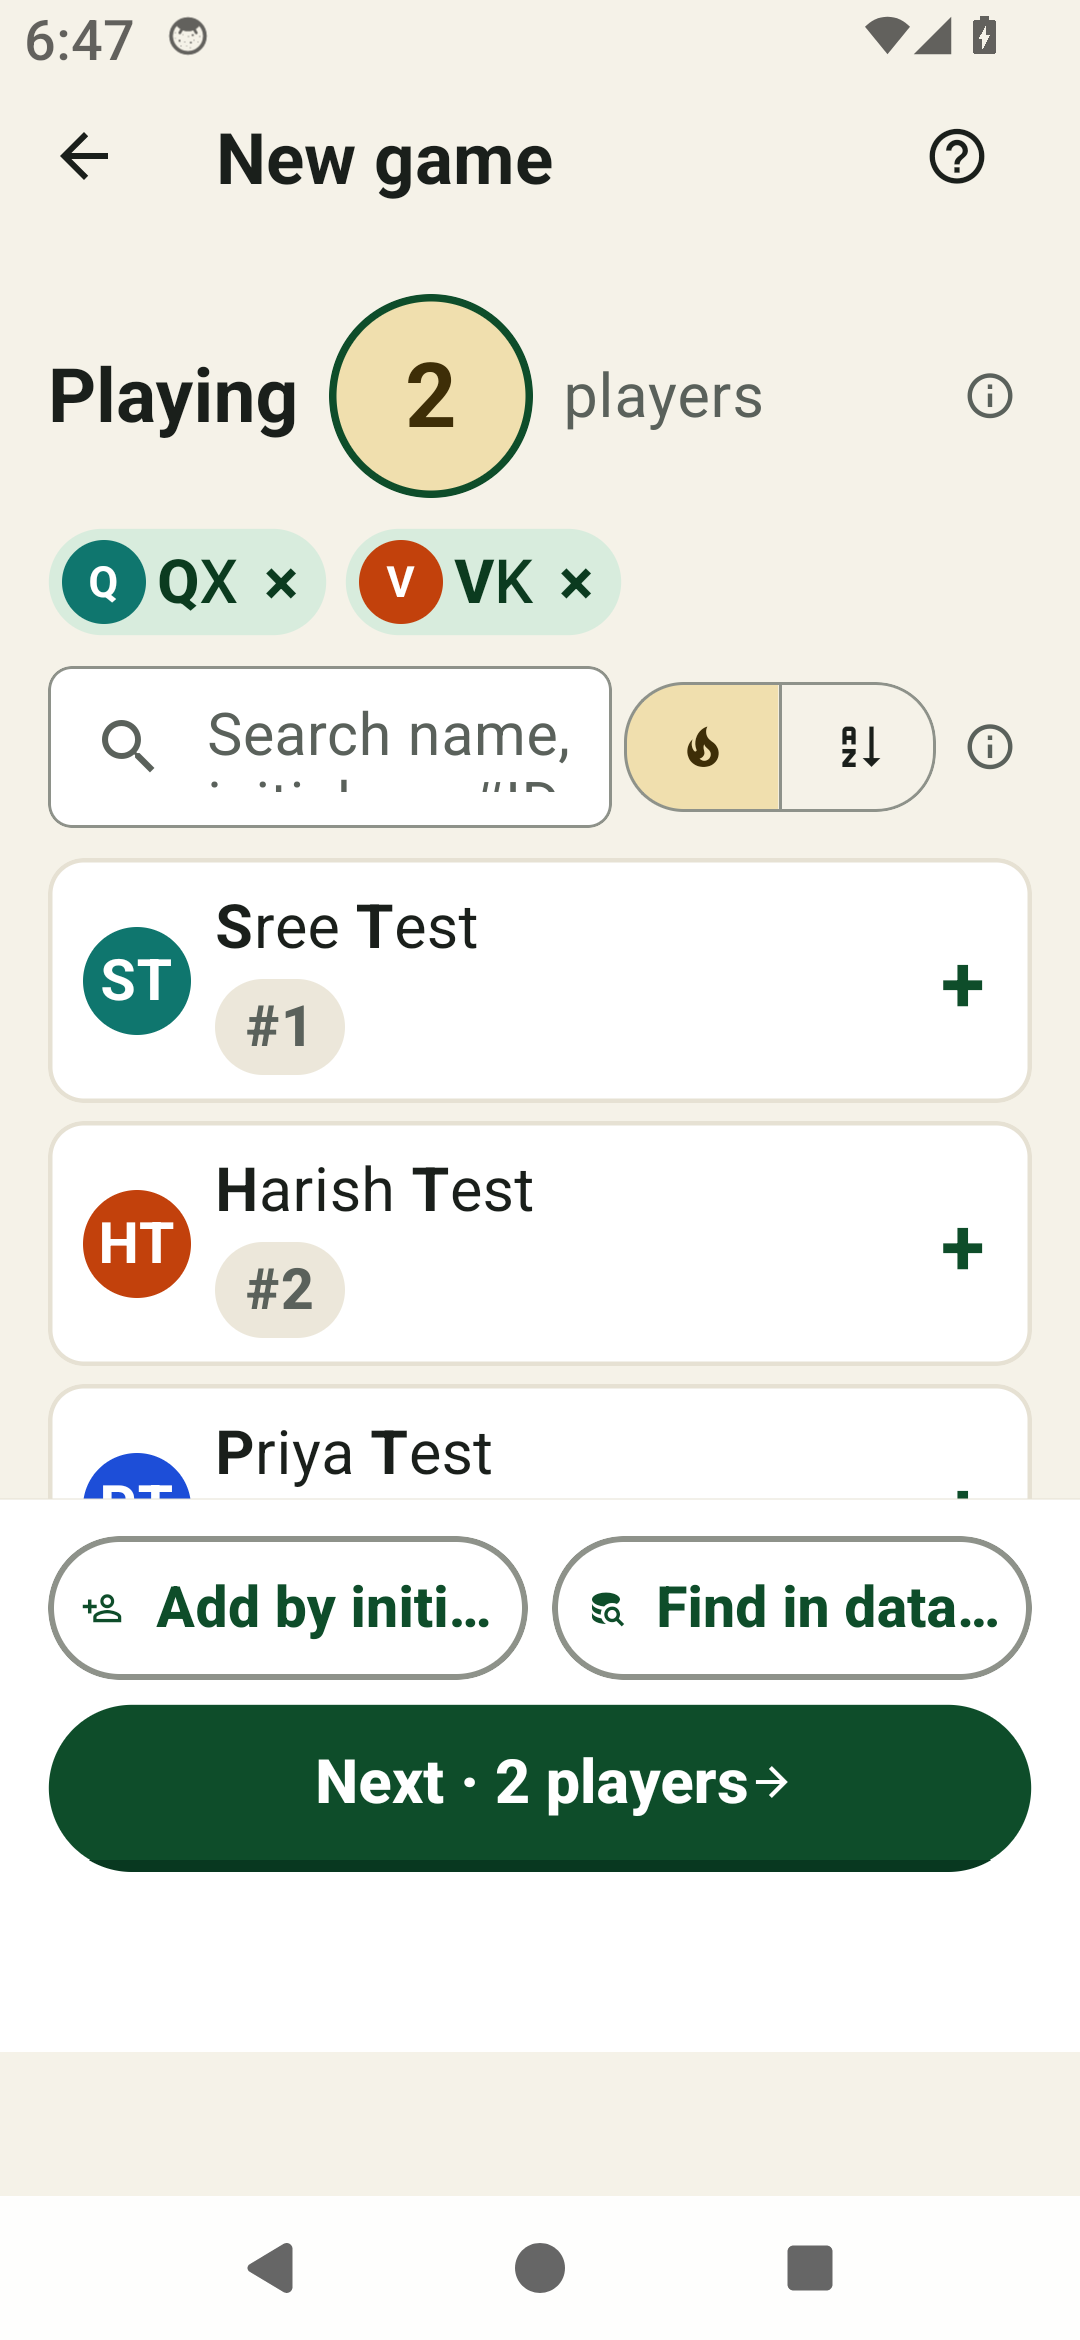 6:47
New game
Playing 2 players
Q QX × V VK ×
Search name,
A
Z
Sree Test
ST
#1
+
Harish Test
HT
#2
+
Priya Test
Add by initi…
Find in data…
Next · 2 players→